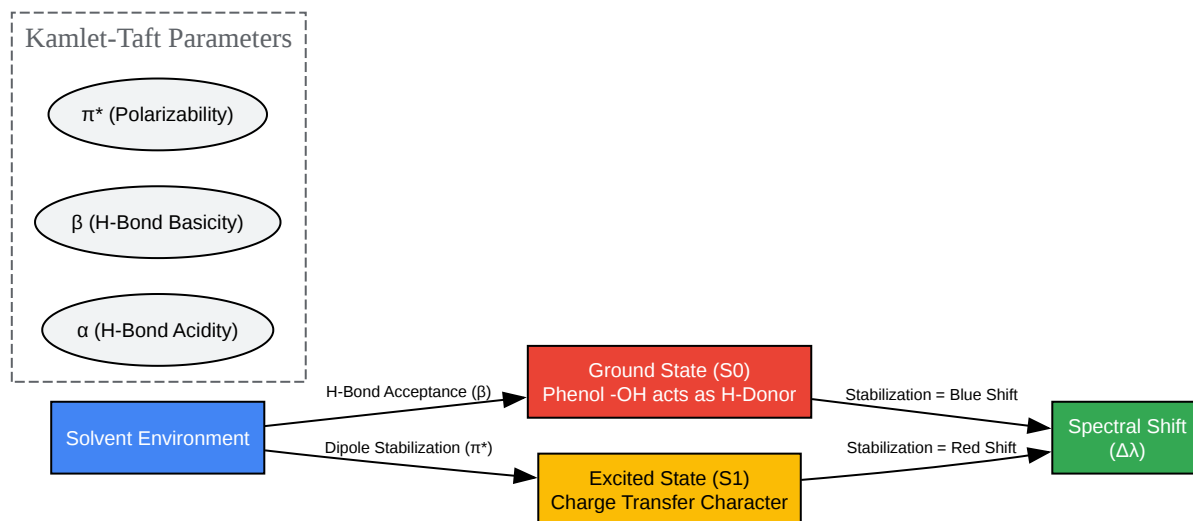 Kamlet-Taft Parameters
π* (Polarizability)
β (H-Bond Basicity)
α (H-Bond Acidity)
Solvent Environment
H-Bond Acceptance (β)
Dipole Stabilization (π*)
Ground State (S0)
Phenol -OH acts as H-Donor
Excited State (S1)
Charge Transfer Character
Stabilization = Blue Shift
Stabilization = Red Shift
Spectral Shift
(Δλ)